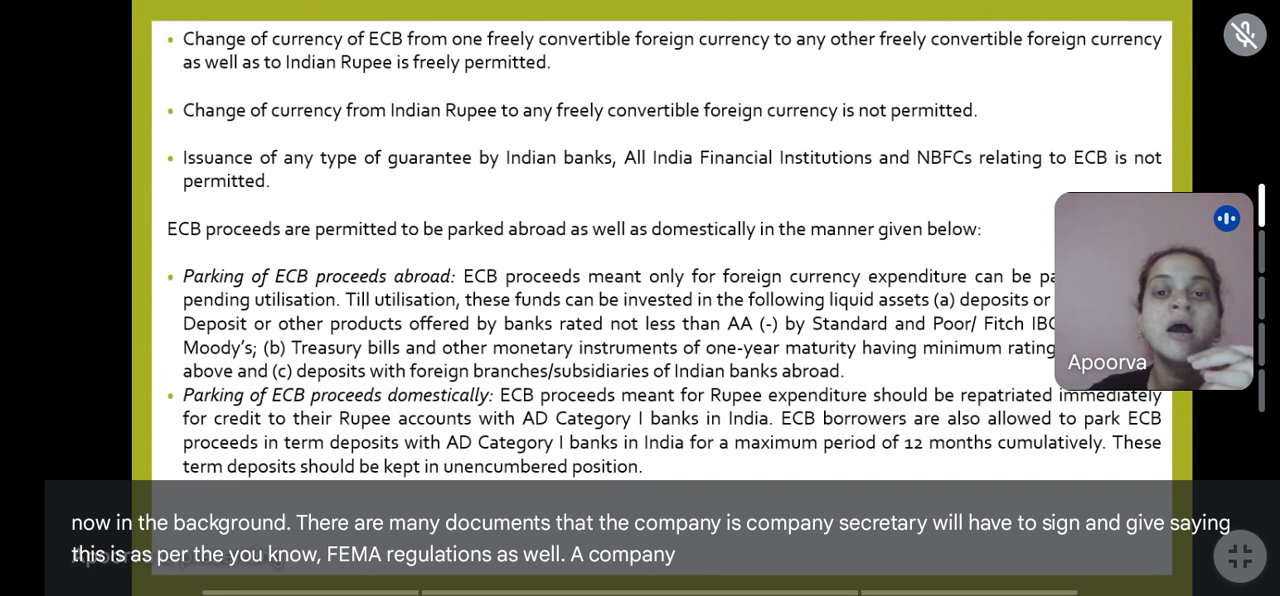 • Change of currency of ECB from one freely convertible foreign currency to any other freely convertible foreign currency
as well as to Indian Rupee is freely permitted.
• Change of currency from Indian Rupee to any freely convertible foreign currency is not permitted.
• Issuance of any type of guarantee by Indian banks, All India Financial Institutions and NBFCs relating to ECB is not
permitted.
ECB proceeds are permitted to be parked abroad as well as domestically in the manner given below:
• Parking of ECB proceeds abroad: ECB proceeds meant only for foreign currency expenditure can be
pending utilisation. Till utilisation, these funds can be invested in the following liquid assets (a) deposits or
Deposit or other products offered by banks rated not less than AA (-) by Standard and Poor/ Fitch
Moody's; (b) Treasury bills and other monetary instruments of one-year maturity having minimum rating
above and (c) deposits with foreign branches/subsidiaries of Indian banks abroad.
• Parking of ECB proceeds domestically: ECB proceeds meant for Rupee expenditure should be repatriated immediately
for credit to their Rupee accounts with AD Category I banks in India. ECB borrowers are also allowed to park ECB
proceeds in term deposits with AD Category I banks in India for a maximum period of 12 months cumulatively. These
term deposits should be kept in unencumbered position.
Apoorva
now in the background. There are many documents that the company is company secretary will have to sign and give saying
this is as per the you know, FEMA regulations as well. A company